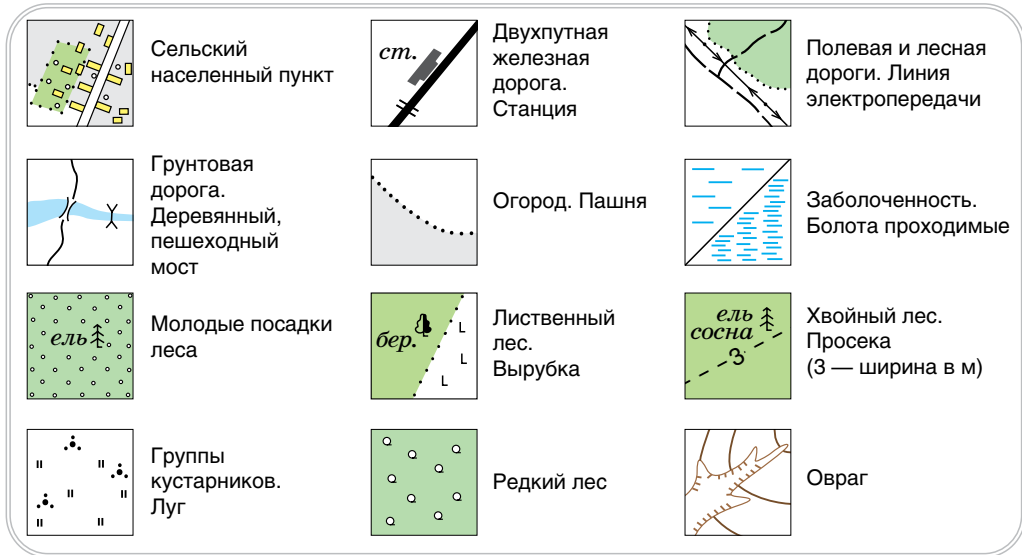 Сельский
населенный пункт
ст.
Двухпутная
железная
дорога.
Станция
Полевая и лесная
дороги. Линия
электропередачи
Грунтовая
дорога.
Деревянный,
пешеходный
мост
Огород. Пашня
Заболоченность.
Болота проходимые
ель
Молодые посадки
леса
бер.
Лиственный
лес.
Вырубка
ель
сосна
3
Хвойный лес.
Просека
(3 — ширина в м)
Группы
кустарников.
Луг
Редкий лес
Овраг